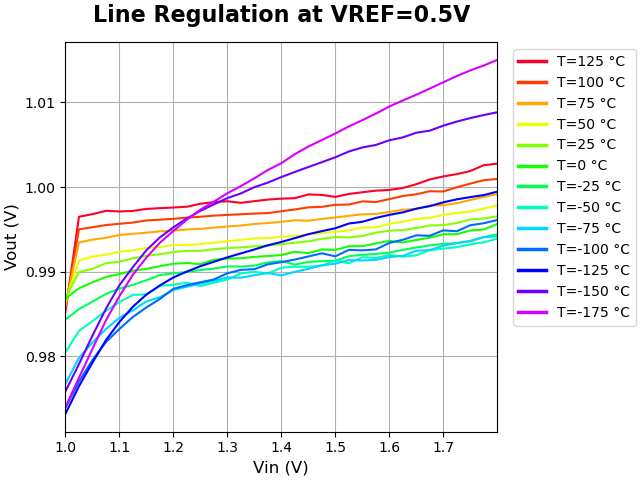 Line Regulation at VREF=0.5V
Vout (V)
1.01
1.00
0.99
0.98
1.0 1.1 1.2 1.3 1.4 1.5 1.6 1.7
Vin (V)
T=125 °C
T=100 °C
T=75 °C
T=50 °C
T=25 °C
T=0 °C
T=-25 °C
T=-50 °C
T=-75 °C
T=-100 °C
T=-125 °C
T=-150 °C
T=-175 °C